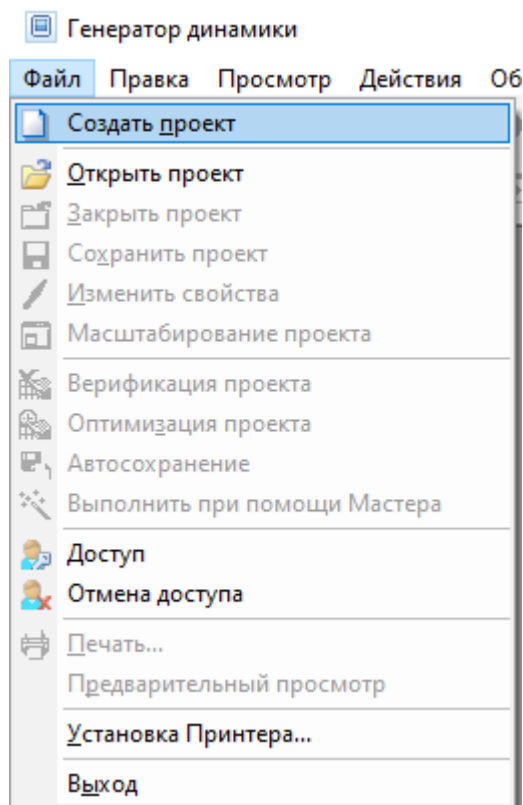 Генератор динамики
Файл Правка Просмотр Действия Об
Создать проект
Открыть проект
Закрыть проект
Сохранить проект
Изменить свойства
Масштабирование проекта
Верификация проекта
Оптимизация проекта
Автосохранение
Выполнить при помощи Мастера
Доступ
Отмена доступа
Печать...
Предварительный просмотр
Установка Принтера...
Выход